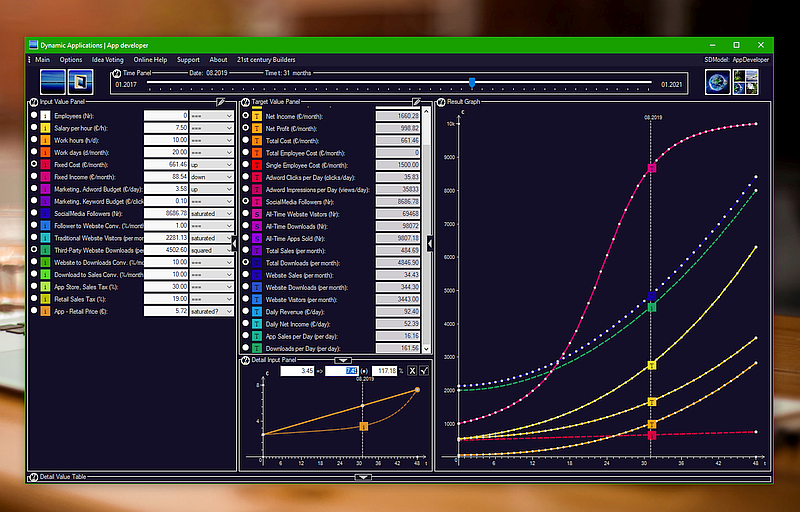 Dynamic Applications | App developer
Main Options Idea Voting Online Help Support About 21st century Builders SDModel: AppDeveloper
Time Panel Date: 08.2019 Time t: 31 months
01.2017 01.2021
Input Value Panel
Employees (Nr): 0 ===
Salary per hour (€/h): 7.50 ===
Work hours (h/d): 10.00 ===
Work days (d/month): 20.00 ===
Fixed Cost (€/month): 661.46 up
Fixed Income (€/month): 88.54 down
Marketing, Adword Budget (€/day): 3.58 up
Marketing, Keyword Budget (€/click 0.10 ===
SocialMedia Followers (Nr): 8686.78 saturated
Follower to Website Conv. (%/month 1.00 ===
Traditional Website Visitors (per mon 2281.13 saturated
Third-Party Website Downloads (per 4502.60 squared
Website to Downloads Conv. (%/mon 10.00 ===
Download to Sales Conv. (%/month) 10.00 ===
App Store, Sales Tax (%): 30.00 ===
Retail Sales Tax (%): 19.00 ===
App - Retail Price (€): 5.72 saturated?
Target Value Panel
Net Income (€/month): 1660.28
Net Profit (€/month): 998.82
Total Cost (€/month): 661.46
Total Employee Cost (€/month): 0
Single Employee Cost (€/month): 1500.00
Adword Clicks per Day (clicks/day): 35.83
Adword Impressions per Day (views/day): 35833
SocialMedia Followers (Nr): 8686.78
All-Time Website Visitors (Nr): 69468
All-Time Downloads (Nr): 98072
All-Time Apps Sold (Nr): 9807.18
Total Sales (per month): 484.69
Total Downloads (per month): 4846.90
Website Sales (per month): 34.43
Website Downloads (per month): 344.30
Website Visitors (per month): 3443.00
Daily Revenue (€/day): 92.40
Daily Net Income (€/day): 52.39
App Sales per Day (per day): 16.16
Downloads per Day (per day): 161.56
Detail Input Panel
3.45 => 7.49 (=) 117.18 % X
€ 08.2019
8
4
0 6 12 18 24 30 36 42 48 t
Result Graph
€ 08.2019
10k
9000
8000
7000
6000
5000
4000
3000
2000
1000
0 6 12 18 24 31 36 42 48 t
Detail Value Table